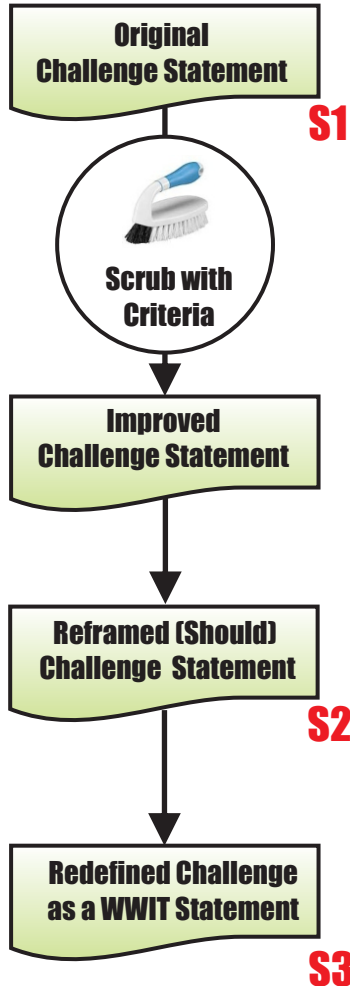 Original
Challenge Statement
S1
Scrub with
Criteria
Improved
Challenge Statement
Reframed (Should)
Challenge Statement
S2
Redefined Challenge
as a WWIT Statement
S3